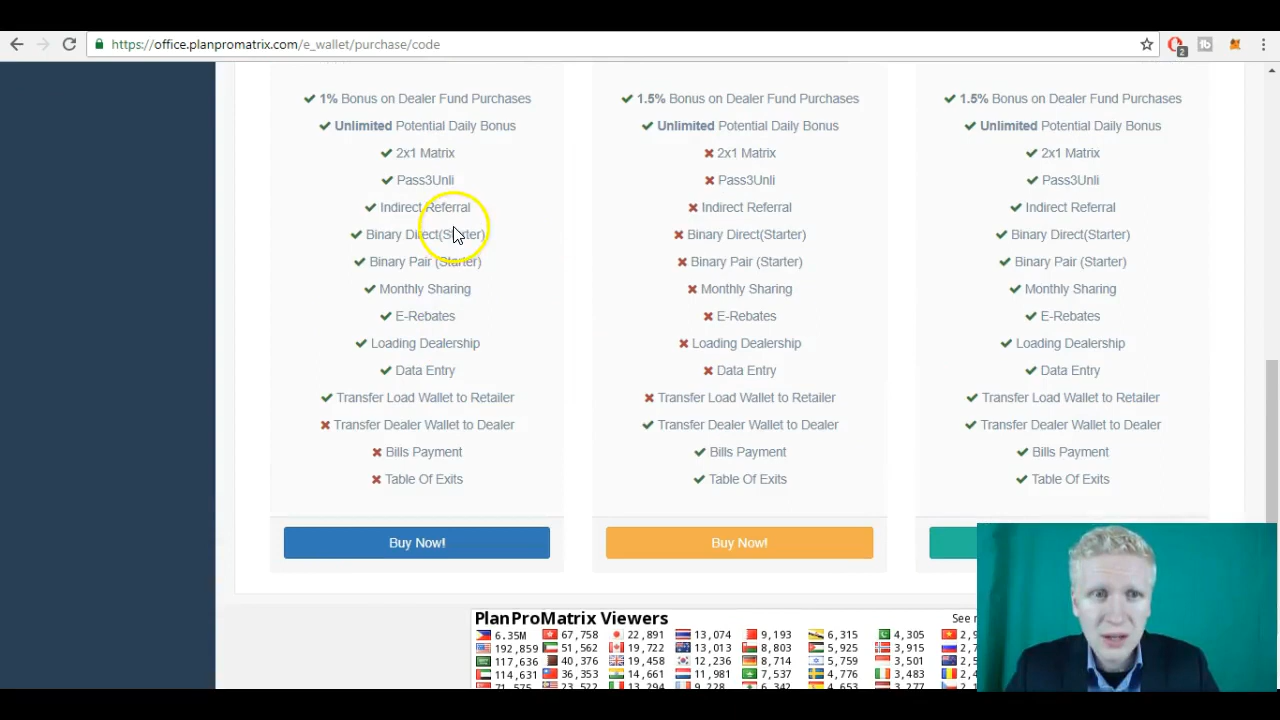 https://office.planpromatrix.com/e_wallet/purchase/code
2
1% Bonus on Dealer Fund Purchases
Unlimited Potential Daily Bonus
2x1 Matrix
Pass3Unli
Indirect Referral
Binary Direct(Starter)
Binary Pair (Starter)
Monthly Sharing
E-Rebates
Loading Dealership
Data Entry
Transfer Load Wallet to Retailer
Transfer Dealer Wallet to Dealer
Bills Payment
Table Of Exits
Buy Now!
1.5% Bonus on Dealer Fund Purchases
Unlimited Potential Daily Bonus
2x1 Matrix
Pass3Unli
Indirect Referral
Binary Direct(Starter)
Binary Pair (Starter)
Monthly Sharing
E-Rebates
Loading Dealership
Data Entry
Transfer Load Wallet to Retailer
Transfer Dealer Wallet to Dealer
Bills Payment
Table Of Exits
Buy Now!
1.5% Bonus on Dealer Fund Purchases
Unlimited Potential Daily Bonus
2x1 Matrix
Pass3Unli
Indirect Referral
Binary Direct(Starter)
Binary Pair (Starter)
Monthly Sharing
E-Rebates
Loading Dealership
Data Entry
Transfer Load Wallet to Retailer
Transfer Dealer Wallet to Dealer
Bills Payment
Table Of Exits
PlanProMatrix Viewers See
6.35M 67,758 22,891 13,074 9,193 6,315 4,305
192,859 51,562 19,722 13,013 8,803 5,925 3,915
117,636 40,376 19,458 12,236 8,714 5,759 3,501
114,631 36,353 14,661 11,981 7,537 4,776 3,483